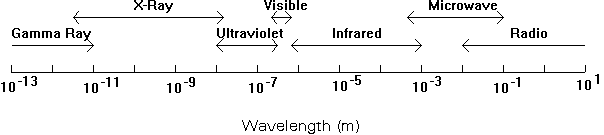 X-Ray Visible Microwave
Gamma Ray Ultraviolet Infrared Radio
10⁻¹³ 10⁻¹¹ 10⁻⁹ 10⁻⁷ 10⁻⁵ 10⁻³ 10⁻¹ 10¹
Wavelength (m)